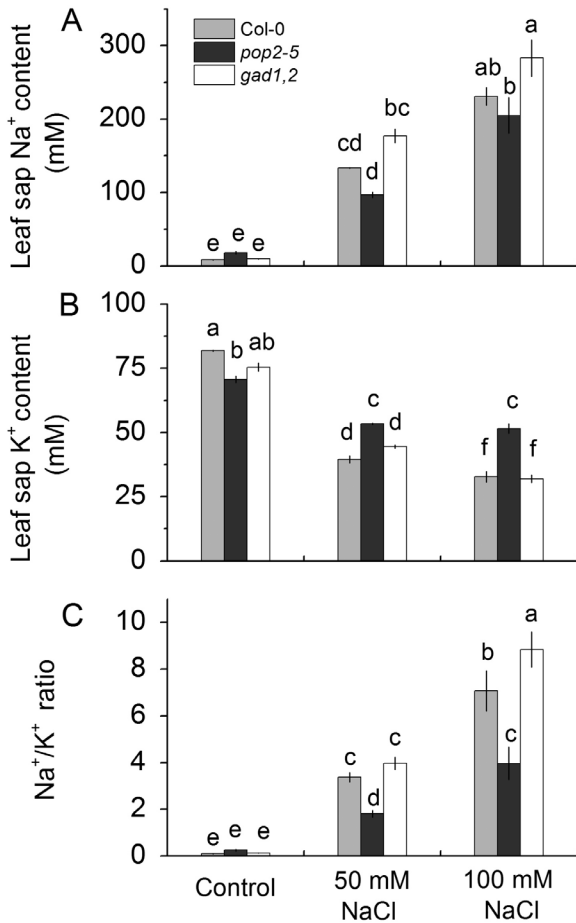 A
Col-0
pop2-5
gad1,2
Leaf sap Na⁺ content
(mM)
300
200
100
0
e e e
cd d bc
ab b a
B
Leaf sap K⁺ content
(mM)
100
75
50
25
0
a b ab
d c d
f c f
C
Na⁺/K⁺ ratio
10
8
6
4
2
0
e e e
c d c
b c a
Control
50 mM
NaCl
100 mM
NaCl